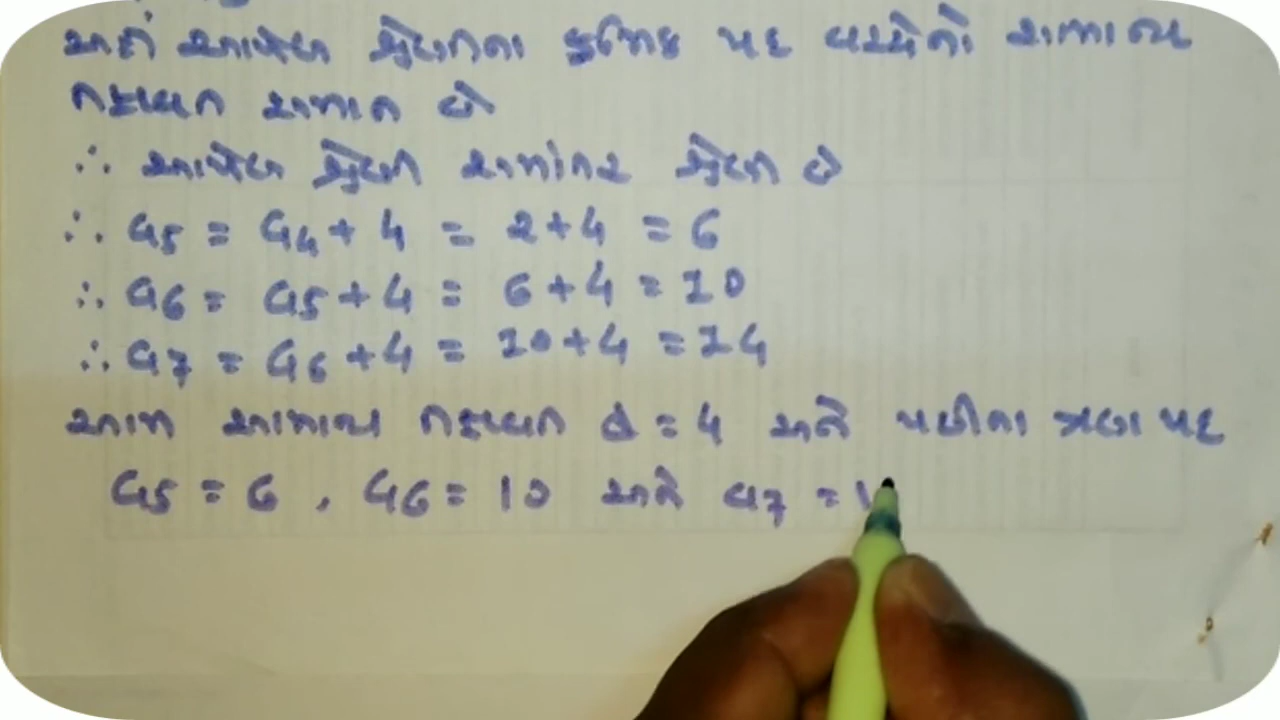 અહીં આપેલ શ્રેણીના ક્રમિક પદ વચ્ચેનો સામાન્ય
તફાવત સમાન છે
∴ આપેલ શ્રેણી સમાંતર શ્રેણી છે
∴ a5 = a4 + 4 = 2 + 4 = 6
∴ a6 = a5 + 4 = 6 + 4 = 10
∴ a7 = a6 + 4 = 10 + 4 = 14
આમ સામાન્ય તફાવત d = 4 અને પછીના ત્રણ પદ
a5 = 6 , a6 = 10 અને a7 = 1